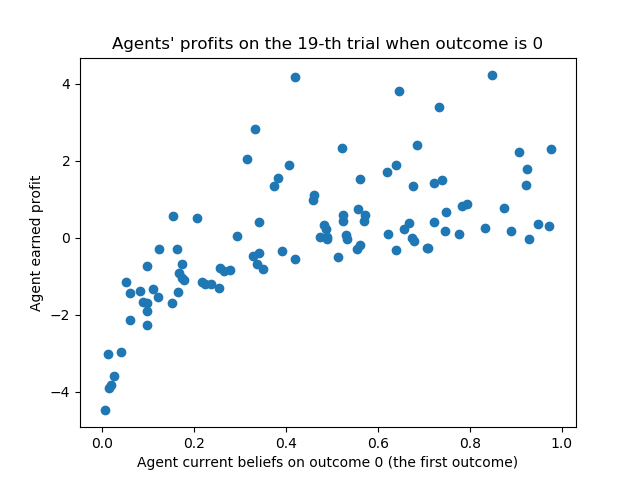 Agents' profits on the 19-th trial when outcome is 0
Agent earned profit
4
2
0
−2
−4
0.0 0.2 0.4 0.6 0.8 1.0
Agent current beliefs on outcome 0 (the first outcome)